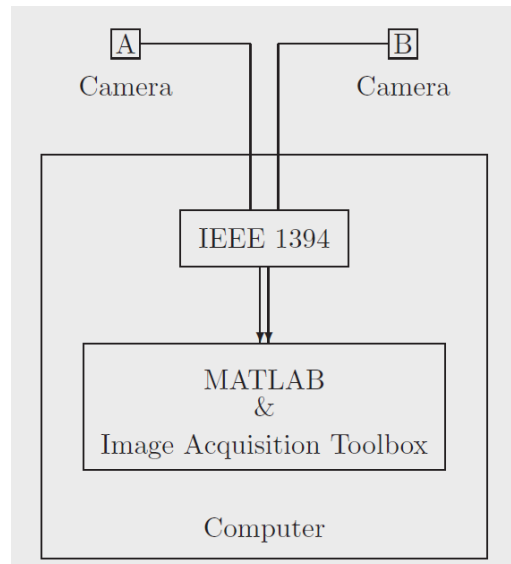 A
B
Camera
Camera
IEEE 1394
MATLAB
&
Image Acquisition Toolbox
Computer